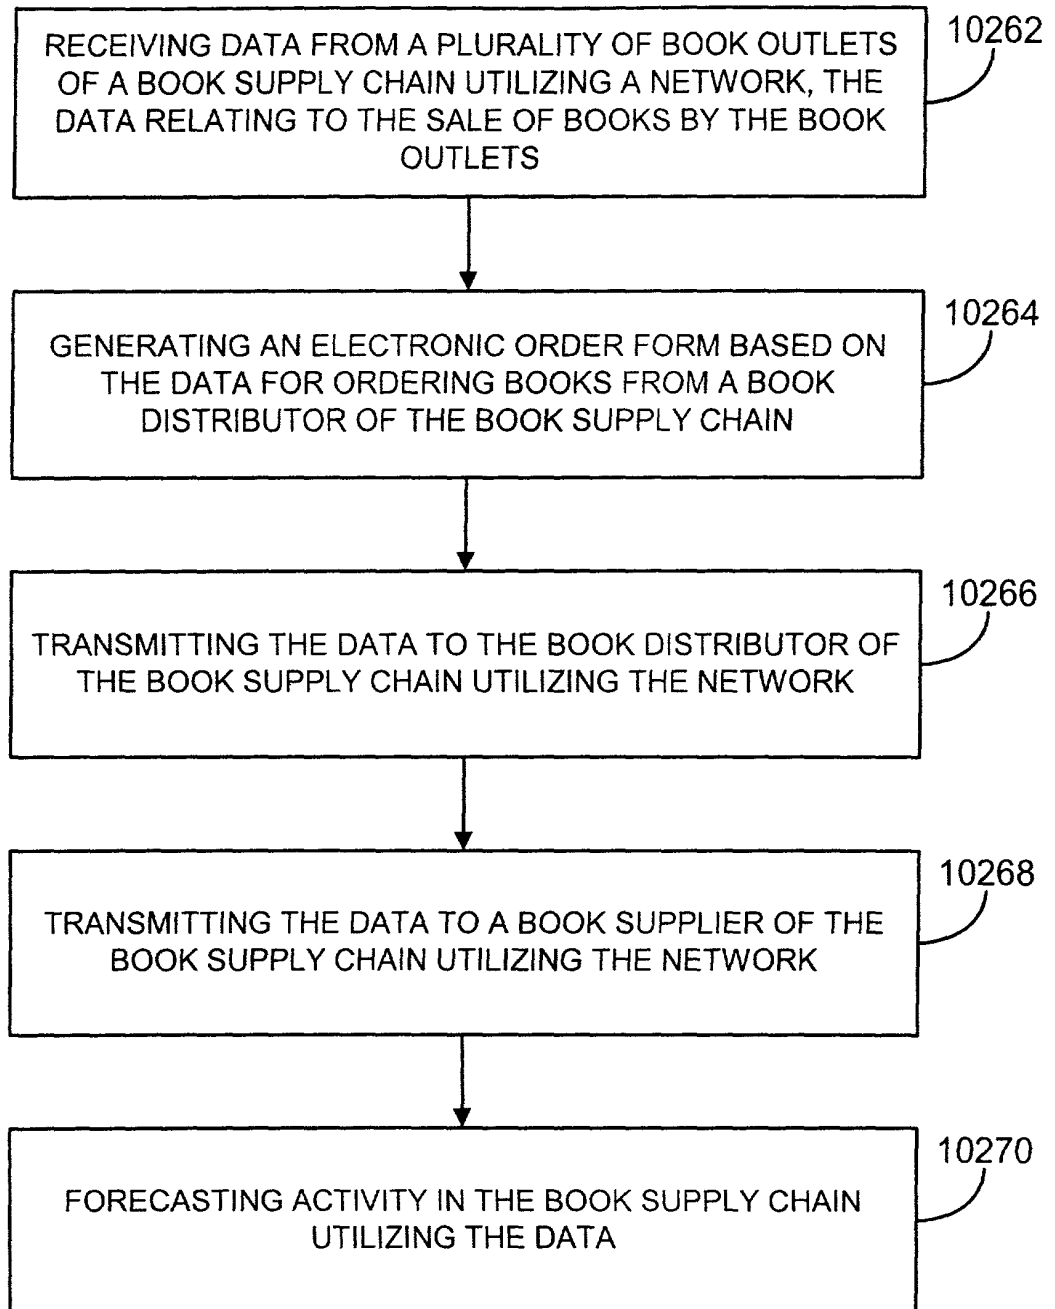 RECEIVING DATA FROM A PLURALITY OF BOOK OUTLETS
OF A BOOK SUPPLY CHAIN UTILIZING A NETWORK, THE
DATA RELATING TO THE SALE OF BOOKS BY THE BOOK
OUTLETS
10262
GENERATING AN ELECTRONIC ORDER FORM BASED ON
THE DATA FOR ORDERING BOOKS FROM A BOOK
DISTRIBUTOR OF THE BOOK SUPPLY CHAIN
10264
TRANSMITTING THE DATA TO THE BOOK DISTRIBUTOR OF
THE BOOK SUPPLY CHAIN UTILIZING THE NETWORK
10266
TRANSMITTING THE DATA TO A BOOK SUPPLIER OF THE
BOOK SUPPLY CHAIN UTILIZING THE NETWORK
10268
FORECASTING ACTIVITY IN THE BOOK SUPPLY CHAIN
UTILIZING THE DATA
10270